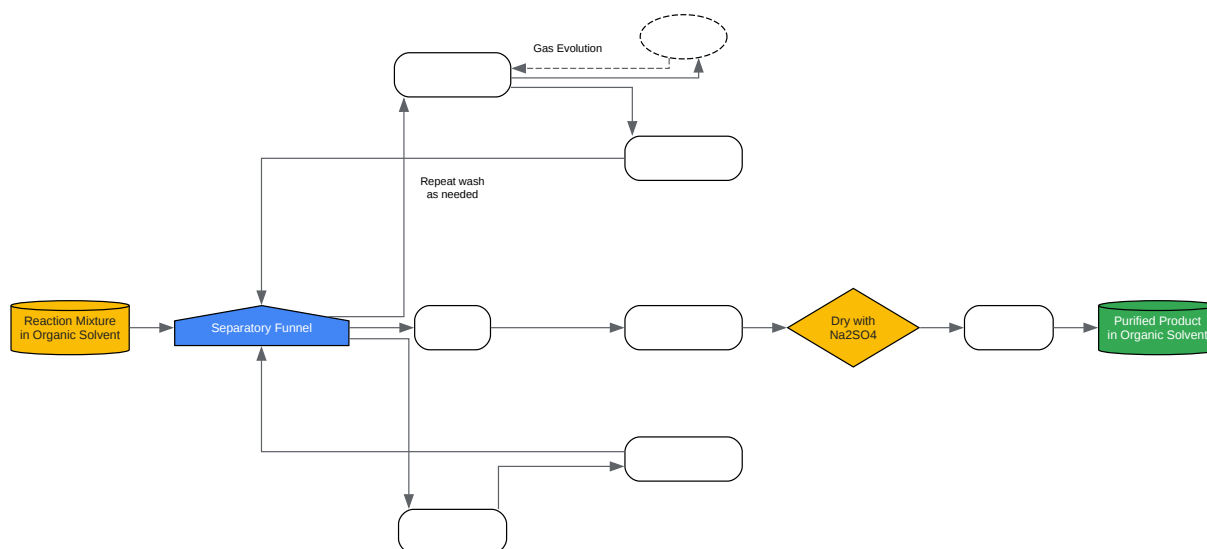 Gas Evolution
Repeat wash
as needed
Reaction Mixture
in Organic Solvent
Separatory Funnel
Dry with
Na2SO4
Purified Product
in Organic Solvent